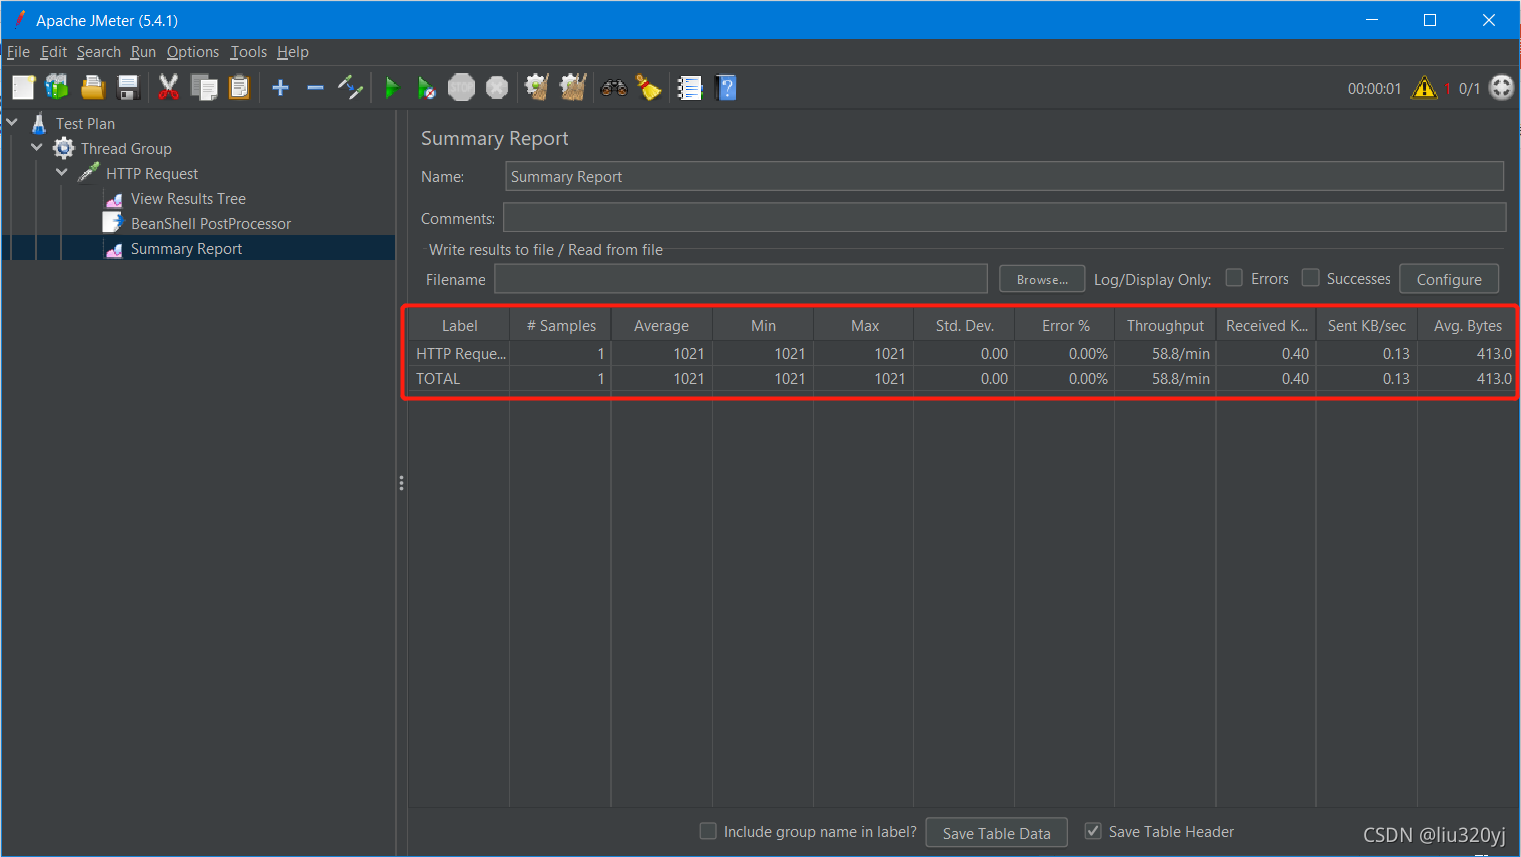 Apache JMeter (5.4.1)
File Edit Search Run Options Tools Help
STOP
00:00:01 1 0/1
Test Plan
Thread Group
HTTP Request
View Results Tree
BeanShell PostProcessor
Summary Report
Summary Report
Name: Summary Report
Comments:
Write results to file / Read from file
Filename Browse... Log/Display Only: Errors Successes Configure
Label # Samples Average Min Max Std. Dev. Error % Throughput Received K... Sent KB/sec Avg. Bytes
HTTP Reque... 1 1021 1021 1021 0.00 0.00% 58.8/min 0.40 0.13 413.0
TOTAL 1 1021 1021 1021 0.00 0.00% 58.8/min 0.40 0.13 413.0
Include group name in label? Save Table Data Save Table Header
CSDN @liu320yj